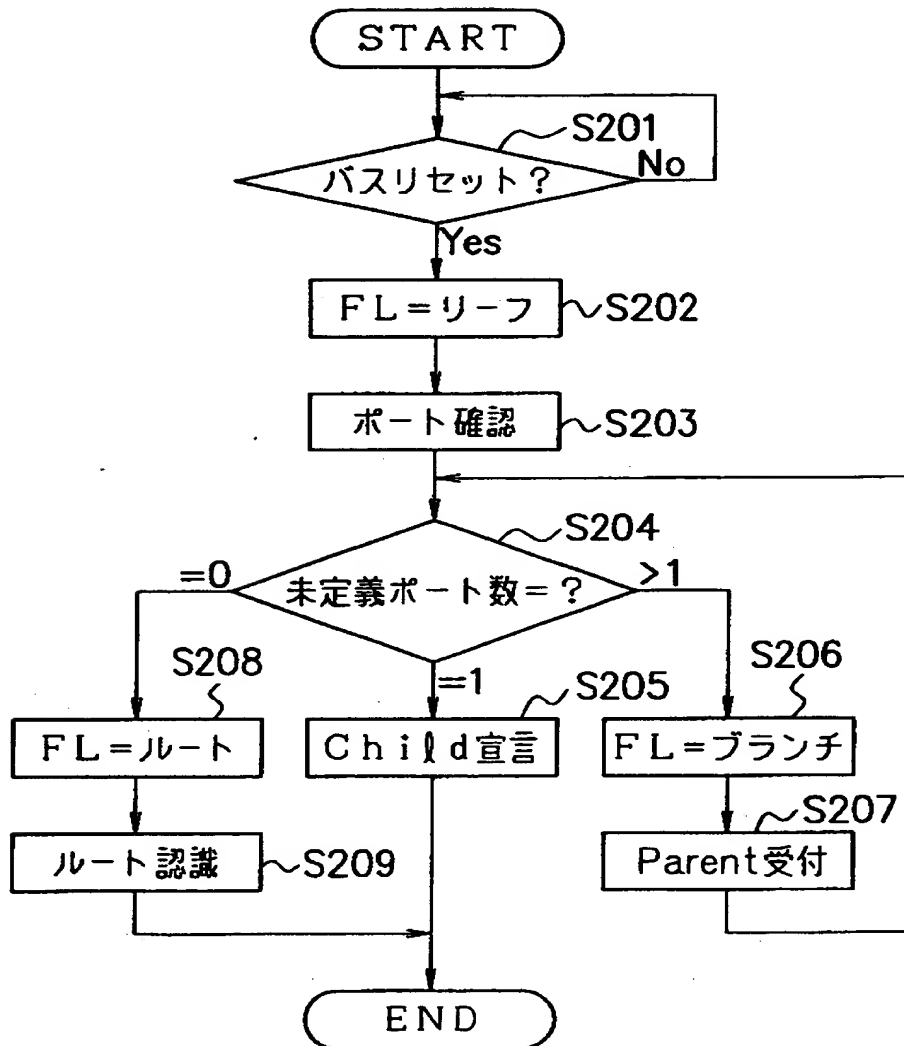 START
S201
バスリセット?
No
Yes
FL=リーフ
S202
ポート確認
S203
S204
=0
未定義ポート数=?
>1
S208
=1
S205
S206
FL=ルート
Child宣言
FL=ブランチ
S207
ルート認識
S209
Parent受付
END